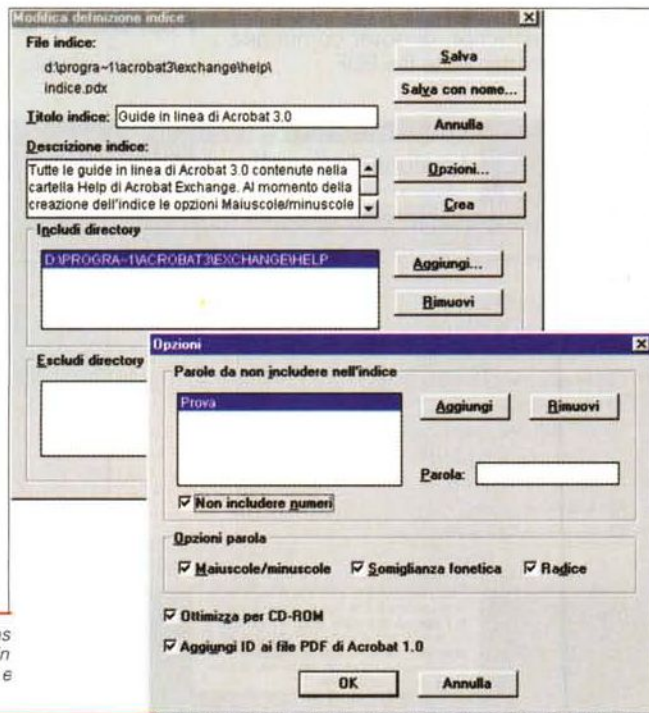 Modifica definizione indice
File indice:
d:\progra~1\acrobat3\exchange\help\
indice.pdx
Titolo indice: Guide in linea di Acrobat 3.0
Descrizione indice:
Tutte le guide in linea di Acrobat 3.0 contenute nella
cartella Help di Acrobat Exchange. Al momento della
creazione dell'indice le opzioni Maiuscole/minuscole
Salva
Salva con nome...
Annulla
Opzioni...
Crea
Includi directory
D:\PROGRA~1\ACROBAT3\EXCHANGE\HELP
Aggiungi...
Rimuovi
Escludi directory
Opzioni
Parole da non includere nell'indice
Prova
Aggiungi
Rimuovi
Parola:
Non includere numeri
Opzioni parola
Maiuscole/minuscole Somiglianza fonetica Radice
Ottimizza per CD-ROM
Aggiungi ID ai file PDF di Acrobat 1.0
OK
Annulla